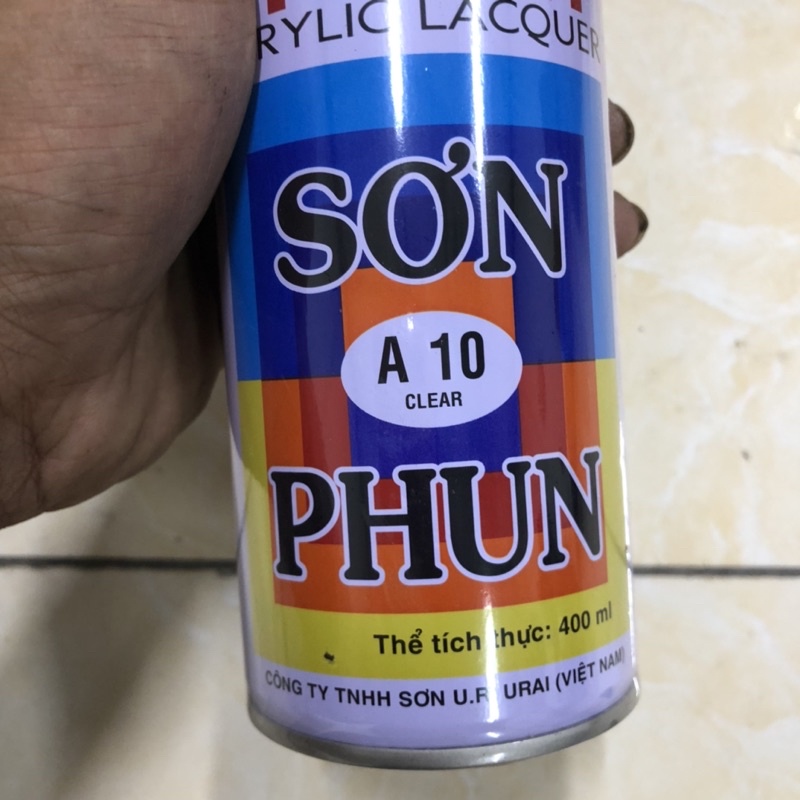 RYLIC LACQUER
SƠN
A 10
CLEAR
PHUN
Thể tích thực: 400 ml
CÔNG TY TNHH SƠN U.R. URAI (VIỆT NAM)